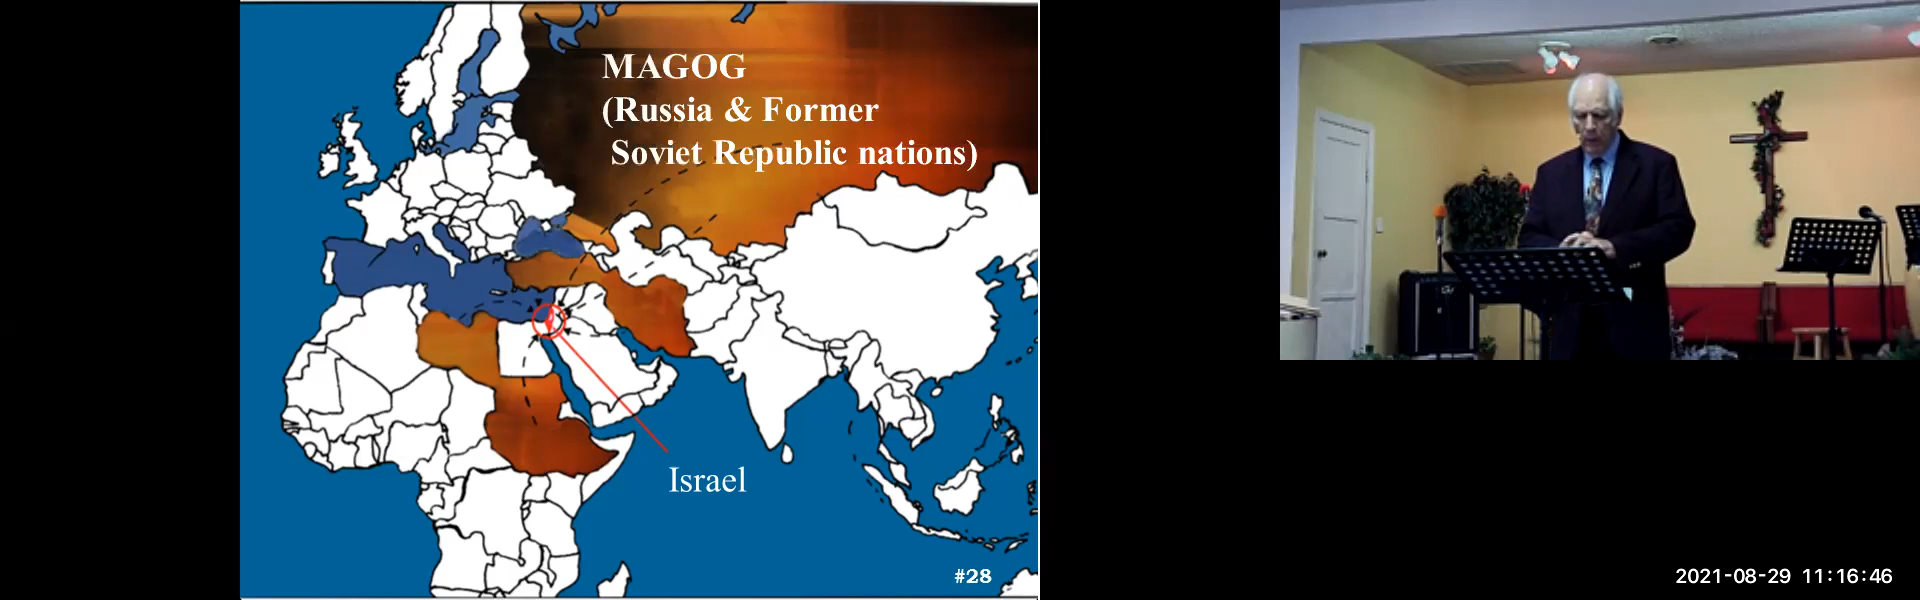 MAGOG
(Russia & Former
Soviet Republic nations)
Israel
#28
2021-08-29 11:16:46